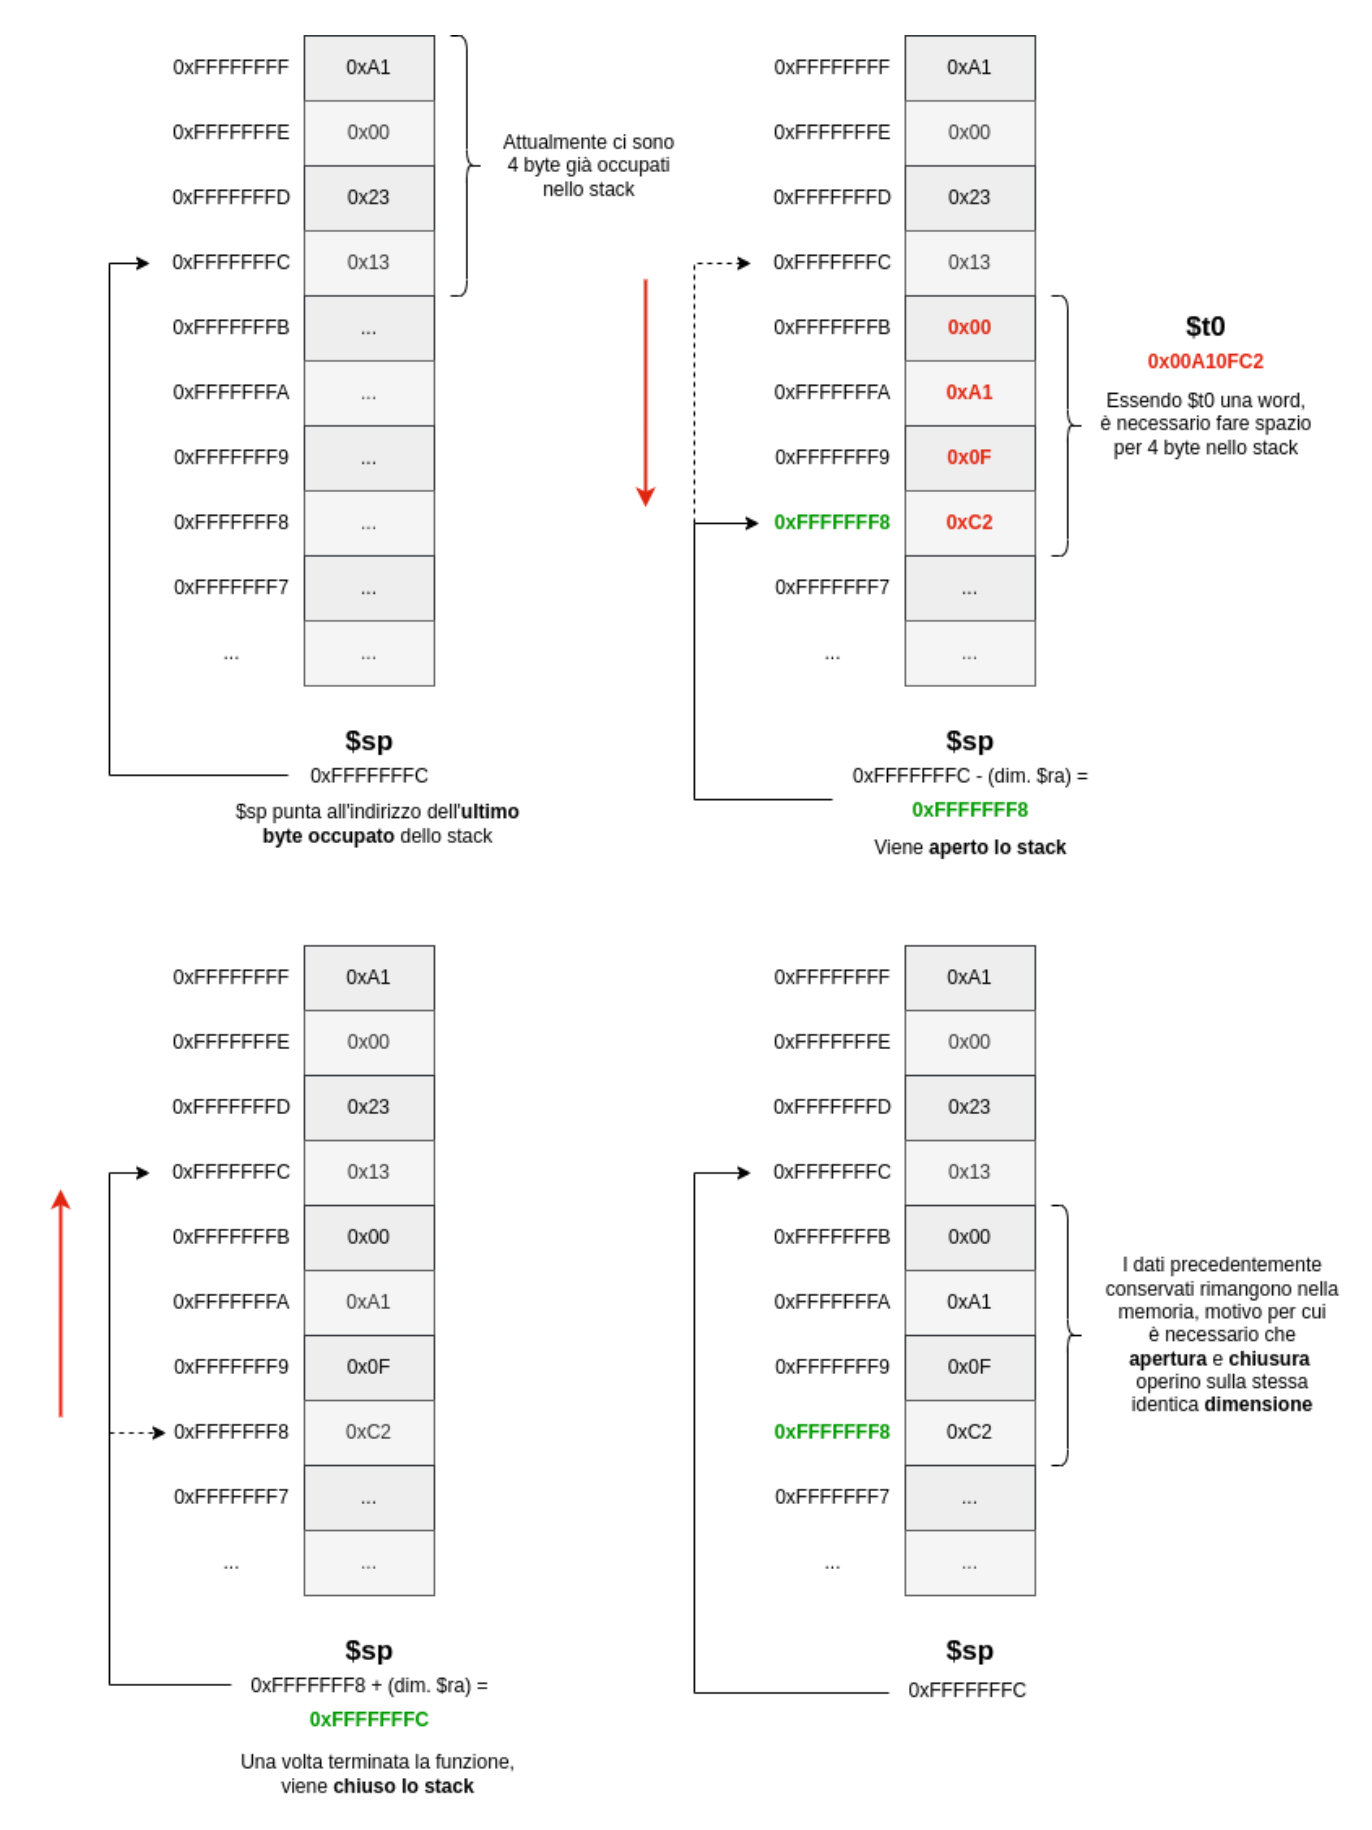 0xFFFFFFFF 0xA1
0xFFFFFFFE 0x00
0xFFFFFFFD 0x23
0xFFFFFFFC 0x13
0xFFFFFFFB ...
0xFFFFFFFA ...
0xFFFFFFF9 ...
0xFFFFFFF8 ...
0xFFFFFFF7 ...
... ...
Attualmente ci sono
4 byte già occupati
nello stack
$sp
0xFFFFFFFC
$sp punta all'indirizzo dell'ultimo
byte occupato dello stack
0xFFFFFFFF 0xA1
0xFFFFFFFE 0x00
0xFFFFFFFD 0x23
0xFFFFFFFC 0x13
0xFFFFFFFB 0x00
0xFFFFFFFA 0xA1
0xFFFFFFF9 0x0F
0xFFFFFFF8 0xC2
0xFFFFFFF7 ...
... ...
$t0
0x00A10FC2
Essendo $t0 una word,
è necessario fare spazio
per 4 byte nello stack
$sp
0xFFFFFFFC - (dim. $ra) =
0xFFFFFFF8
Viene aperto lo stack
0xFFFFFFFF 0xA1
0xFFFFFFFE 0x00
0xFFFFFFFD 0x23
0xFFFFFFFC 0x13
0xFFFFFFFB 0x00
0xFFFFFFFA 0xA1
0xFFFFFFF9 0x0F
0xFFFFFFF8 0xC2
0xFFFFFFF7 ...
... ...
$sp
0xFFFFFFF8 + (dim. $ra) =
0xFFFFFFFC
Una volta terminata la funzione,
viene chiuso lo stack
0xFFFFFFFF 0xA1
0xFFFFFFFE 0x00
0xFFFFFFFD 0x23
0xFFFFFFFC 0x13
0xFFFFFFFB 0x00
0xFFFFFFFA 0xA1
0xFFFFFFF9 0x0F
0xFFFFFFF8 0xC2
0xFFFFFFF7 ...
... ...
I dati precedentemente
conservati rimangono nella
memoria, motivo per cui
è necessario che
apertura e chiusura
operino sulla stessa
identica dimensione
$sp
0xFFFFFFFC